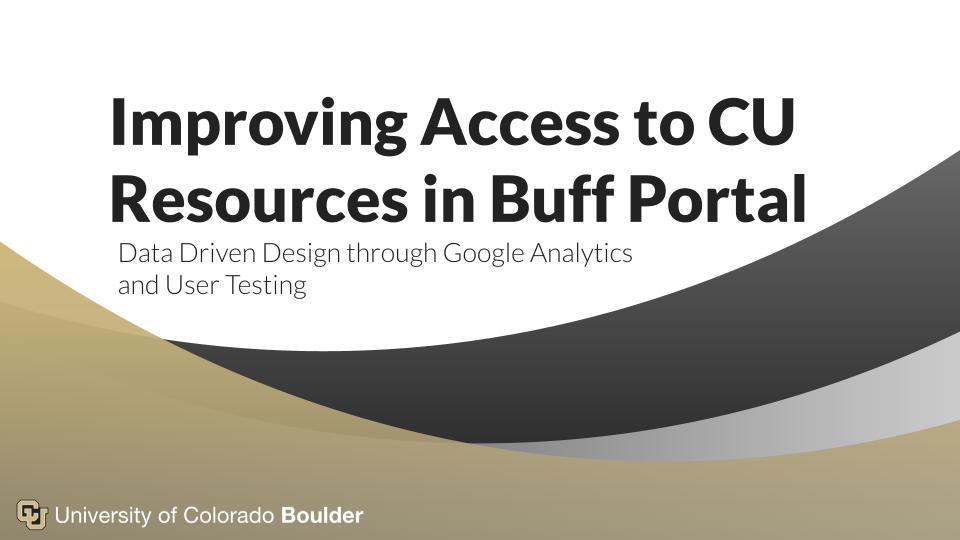 Improving Access to CU
Resources in Buff Portal
Data Driven Design through Google Analytics
and User Testing
University of Colorado Boulder